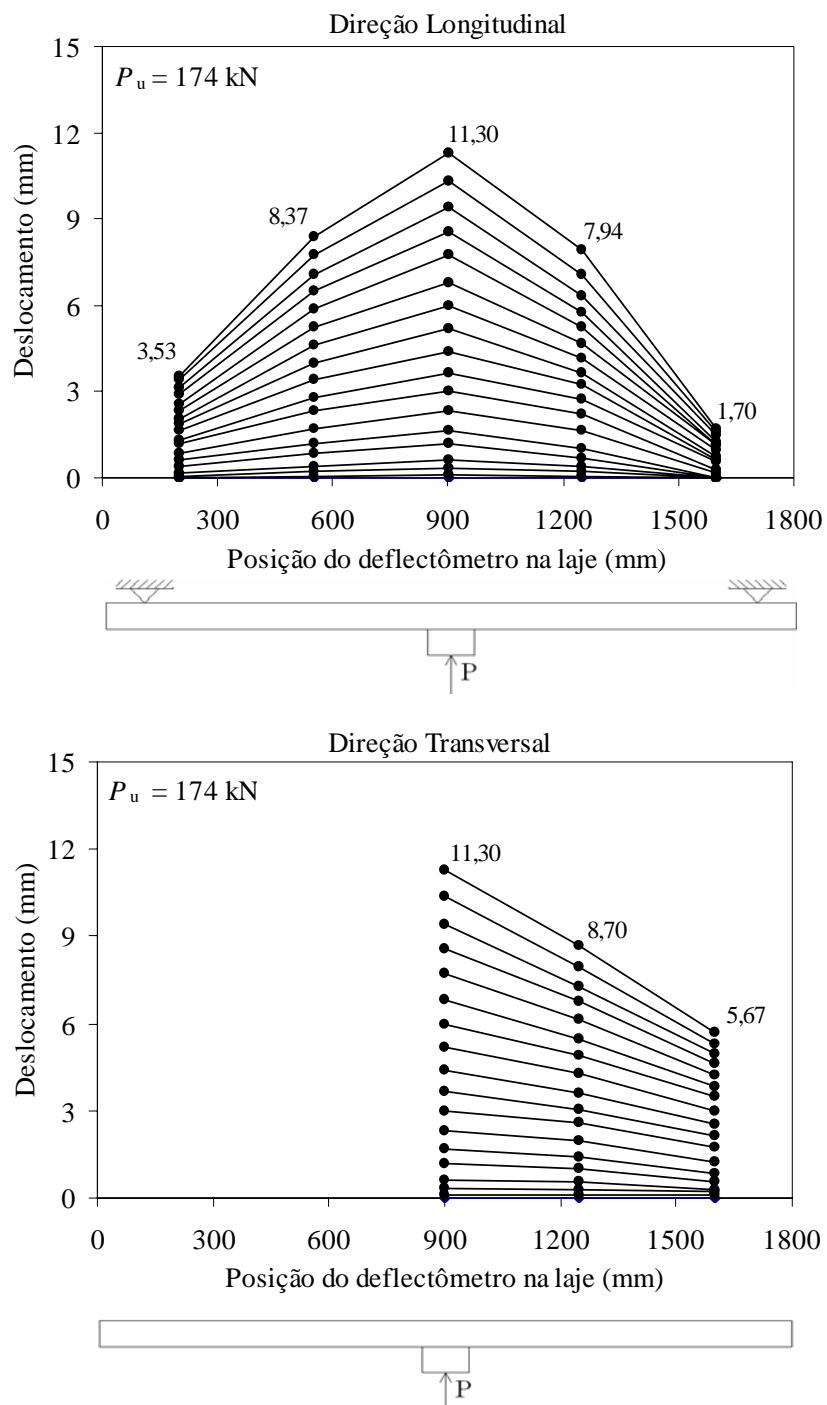 Direção Longitudinal
15
P u = 174 kN
12
11,30
9
8,37
7,94
6
3,53
3
1,70
0
Deslocamento (mm)
0 300 600 900 1200 1500 1800
Posição do deflectômetro na laje (mm)
P
Direção Transversal
15
P u = 174 kN
12
11,30
9
8,70
6
5,67
3
0
Deslocamento (mm)
0 300 600 900 1200 1500 1800
Posição do deflectômetro na laje (mm)
P